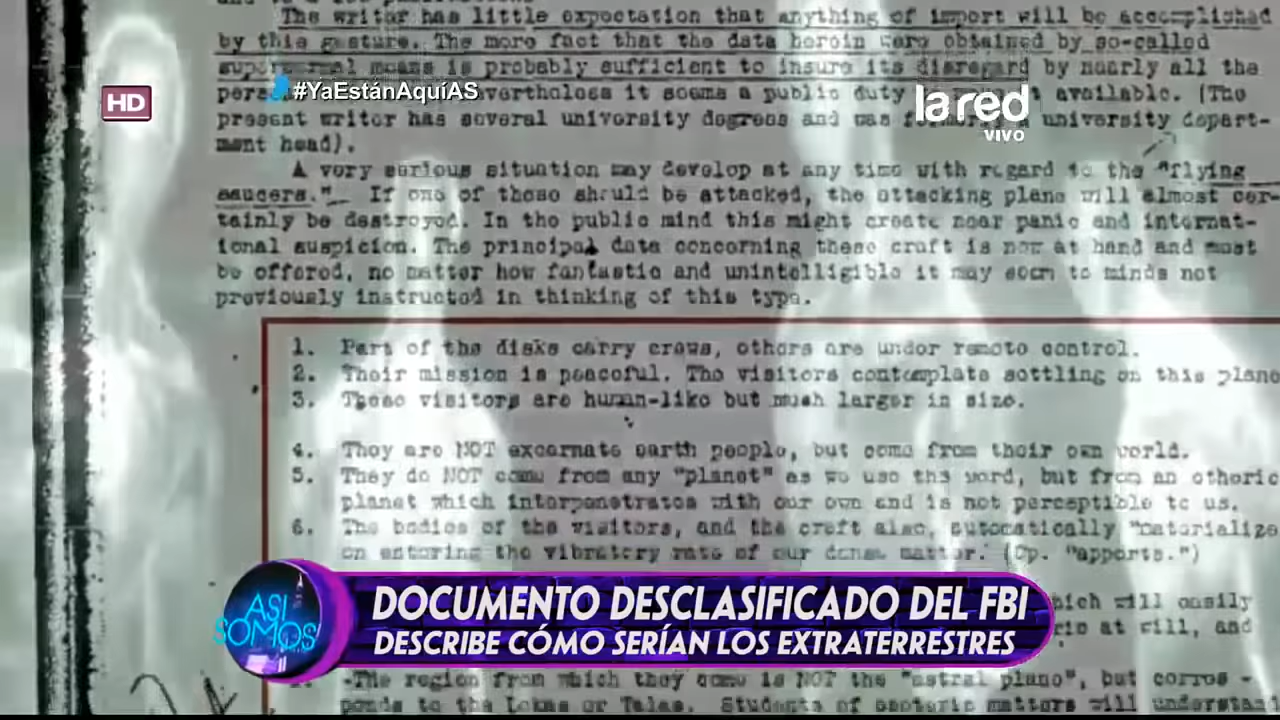 The writer has little expectation that anything of import will be accomplished
by this gesture. The more fact that the data heroin were obtained by so-called
supernormal means is probably sufficient to insure its disregard by nearly all the
#YaEstánAquíAS
HD
la red
VIVO
it seems a public duty available. (The
present writer has several university degrees and was university depart-
ment head).
A very serious situation may develop at any time with regard to the "flying
saucers." If one of these should be attacked, the attacking plane will almost cer-
tainly be destroyed. In the public mind this might create near panic and internat-
ional suspicion. The principal data concerning these craft is now at hand and must
be offered, no matter how fantastic and unintelligible it may seem to minds not
previously instructed in thinking of this type.
1. Part of the disks carry crews, others are under remote control.
2. Their mission is peaceful. The visitors contemplate settling on this plane
3. These visitors are human-like but much larger in size.
4. They are NOT excarnate earth people, but come from their own world.
5. They do NOT come from any "planet" as we use the word, but from an etheric
planet which interpenetrates with our own and is not perceptible to us.
6. The bodies of the visitors, and the craft also, automatically "materialize
on entering the vibratory rate of our dense matter. (Cp. "apports.")
which will easily
at will, and
ASI
SOMOS
DOCUMENTO DESCLASIFICADO DEL FBI
DESCRIBE CÓMO SERÍAN LOS EXTRATERRESTRES
The region from which they come is NOT the "astral plane", but corres -
ponds to the Lokas or Talas. Students of esoteric matters will understan